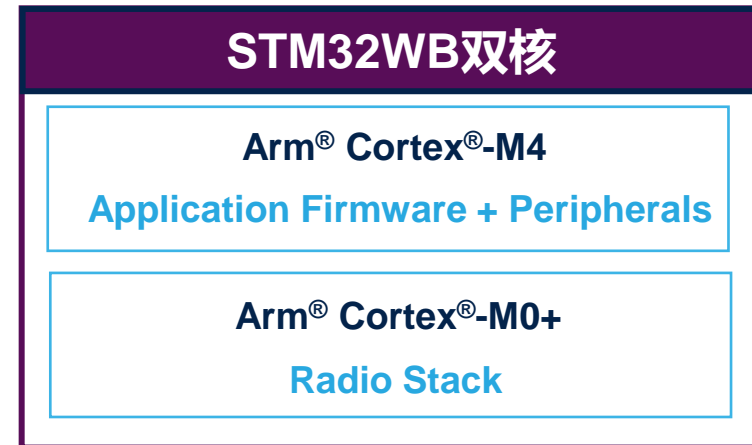 STM32WB双核
Arm® Cortex®-M4
Application Firmware + Peripherals
Arm® Cortex®-M0+
Radio Stack